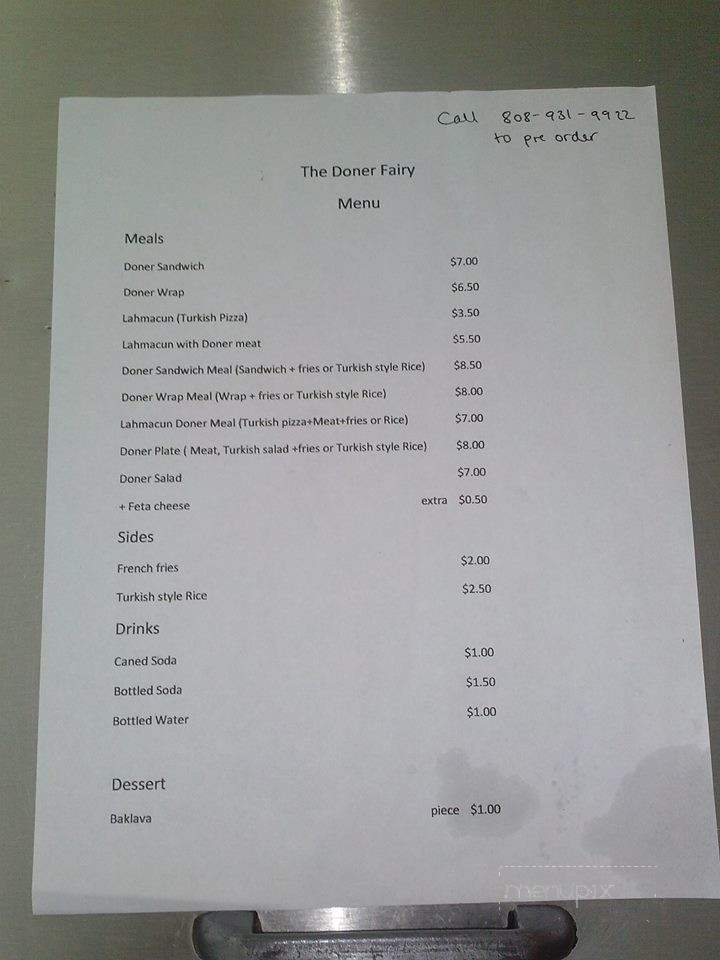 Call 808-931-9922
to pre order
The Doner Fairy
Menu
Meals
Doner Sandwich $7.00
Doner Wrap $6.50
Lahmacun (Turkish Pizza) $3.50
Lahmacun with Doner meat $5.50
Doner Sandwich Meal (Sandwich + fries or Turkish style Rice) $8.50
Doner Wrap Meal (Wrap + fries or Turkish style Rice) $8.00
Lahmacun Doner Meal (Turkish pizza+Meat+fries or Rice) $7.00
Doner Plate ( Meat, Turkish salad +fries or Turkish style Rice) $8.00
Doner Salad $7.00
+ Feta cheese extra $0.50
Sides
French fries $2.00
Turkish style Rice $2.50
Drinks
Caned Soda $1.00
Bottled Soda $1.50
Bottled Water $1.00
Dessert
Baklava piece $1.00
menupix